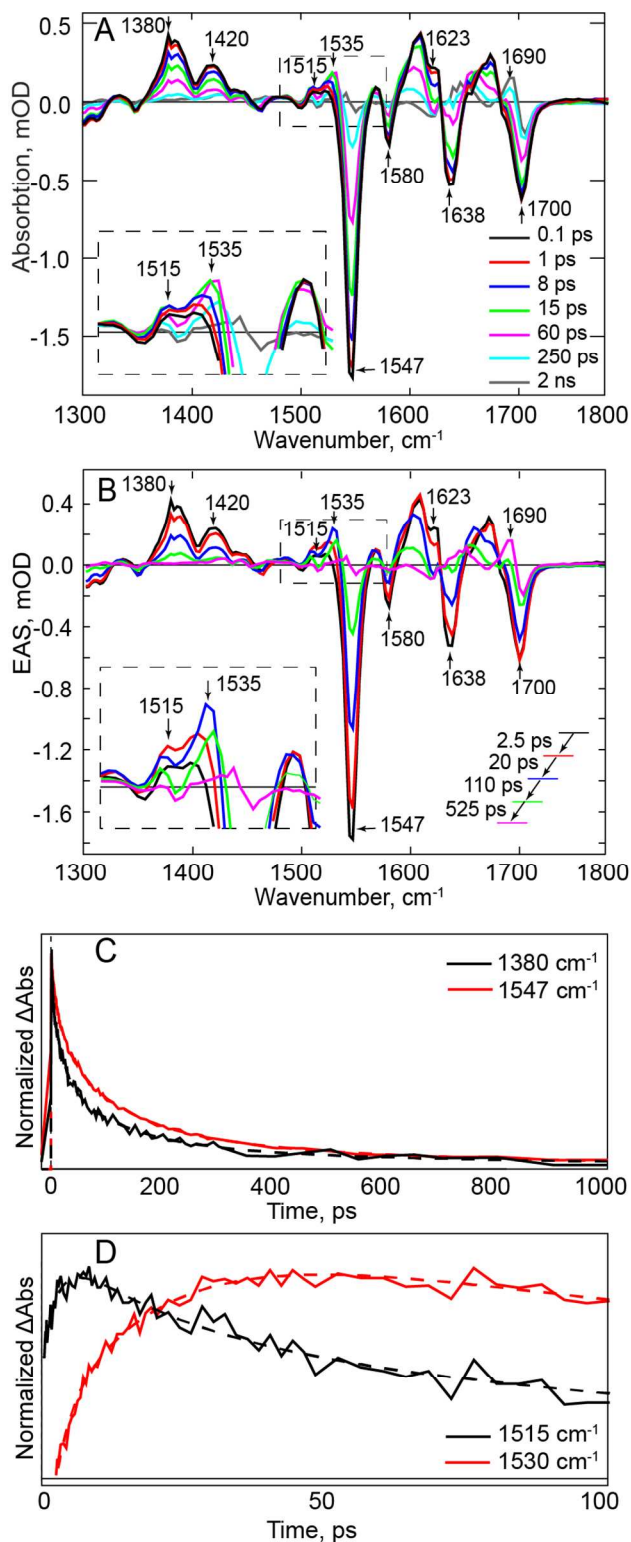 A
1380
1420
1515
1535
1623
1690
1580
1638
1700
1547
1515
1535
0.5
0.0
-0.5
-1.0
-1.5
Absorbtion, mOD
0.1 ps
1 ps
8 ps
15 ps
60 ps
250 ps
2 ns
1300 1400 1500 1600 1700 1800
Wavenumber, cm⁻¹
B
1380
1420
1515
1535
1623
1690
1580
1638
1700
1547
1515
1535
0.4
0.0
-0.4
-0.8
-1.2
-1.6
EAS, mOD
2.5 ps
20 ps
110 ps
525 ps
1300 1400 1500 1600 1700 1800
Wavenumber, cm⁻¹
C
1380 cm⁻¹
1547 cm⁻¹
Normalized ΔAbs
0 200 400 600 800 1000
Time, ps
D
1515 cm⁻¹
1530 cm⁻¹
Normalized ΔAbs
0 50 100
Time, ps